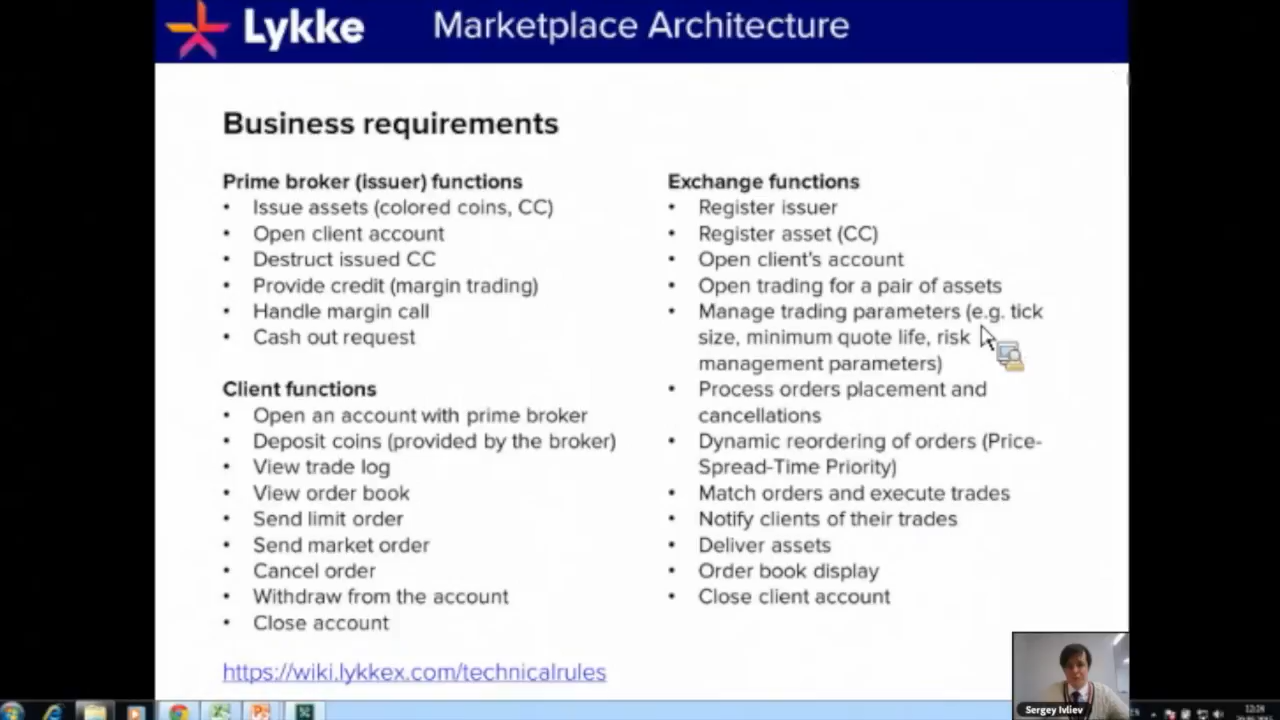 Lykke
Marketplace Architecture
Business requirements
Prime broker (issuer) functions
• Issue assets (colored coins, CC)
• Open client account
• Destruct issued CC
• Provide credit (margin trading)
• Handle margin call
• Cash out request
Client functions
• Open an account with prime broker
• Deposit coins (provided by the broker)
• View trade log
• View order book
• Send limit order
• Send market order
• Cancel order
• Withdraw from the account
• Close account
https://wiki.lykkex.com/technicalrules
Exchange functions
• Register issuer
• Register asset (CC)
• Open client's account
• Open trading for a pair of assets
• Manage trading parameters (e.g. tick
size, minimum quote life, risk
management parameters)
• Process orders placement and
cancellations
• Dynamic reordering of orders (Price-
Spread-Time Priority)
• Match orders and execute trades
• Notify clients of their trades
• Deliver assets
• Order book display
• Close client account
Sergey Ivliev